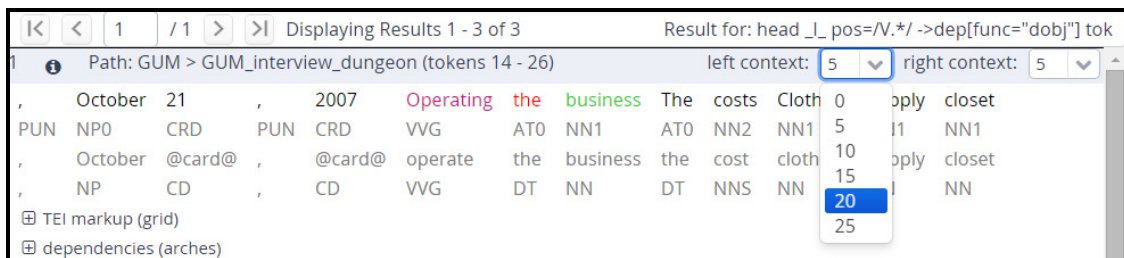 1 / 1 Displaying Results 1 - 3 of 3 Result for: head _l_ pos=/V.*/ ->dep[func="dobj"] tok
1 Path: GUM > GUM_interview_dungeon (tokens 14 - 26) left context: 5 right context: 5
, October 21 , 2007 Operating the business The costs Cloth pply closet
PUN NP0 CRD PUN CRD VVG AT0 NN1 AT0 NN2 NN1 NN1
, October @card@ , @card@ operate the business the cost cloth pply closet
, NP CD , CD VVG DT NN DT NNS NN NN
0
5
10
15
20
25
TEI markup (grid)
dependencies (arches)